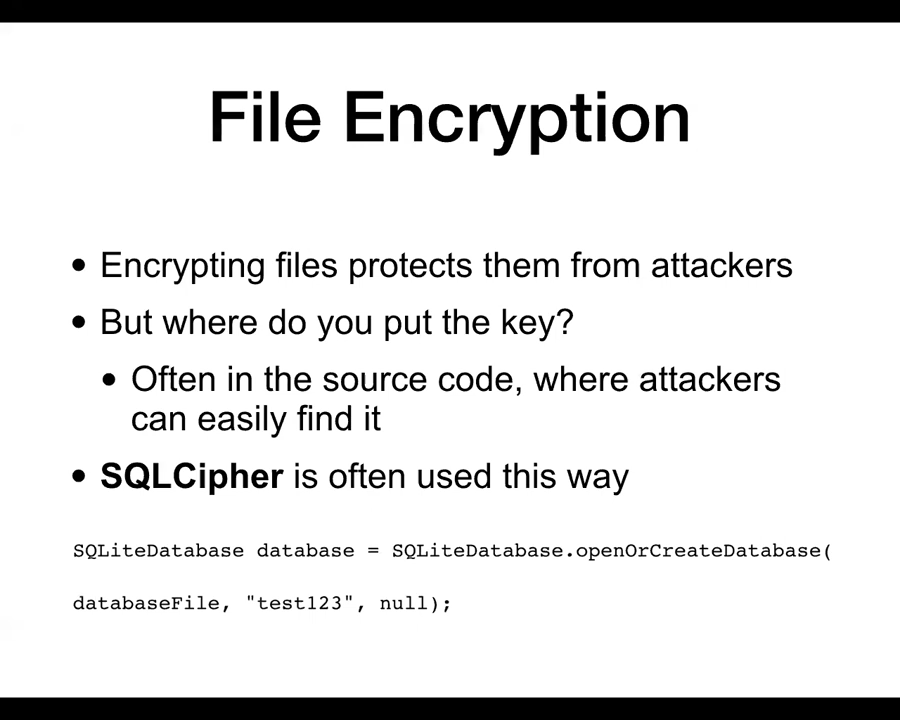 File Encryption
• Encrypting files protects them from attackers
• But where do you put the key?
• Often in the source code, where attackers
can easily find it
• SQLCipher is often used this way
SQLiteDatabase database = SQLiteDatabase.openOrCreateDatabase(
databaseFile, "test123", null);